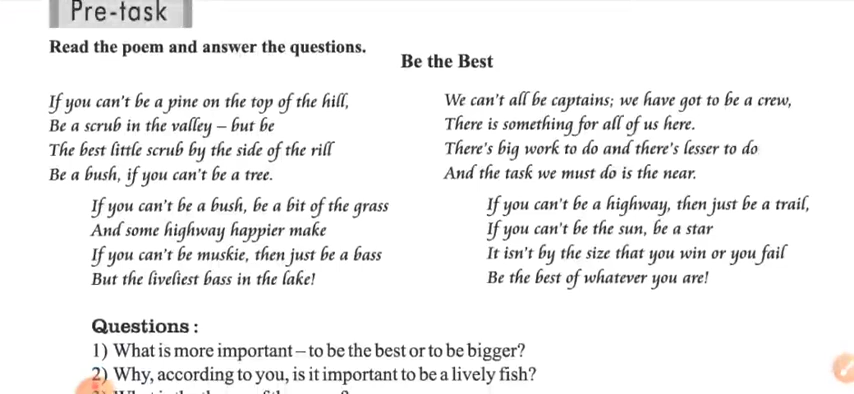 Pre-task
Read the poem and answer the questions.
Be the Best
If you can't be a pine on the top of the hill,
Be a scrub in the valley – but be
The best little scrub by the side of the rill
Be a bush, if you can't be a tree.
If you can't be a bush, be a bit of the grass
And some highway happier make
If you can't be muskie, then just be a bass
But the liveliest bass in the lake!
We can't all be captains; we have got to be a crew,
There is something for all of us here.
There's big work to do and there's lesser to do
And the task we must do is the near.
If you can't be a highway, then just be a trail,
If you can't be the sun, be a star
It isn't by the size that you win or you fail
Be the best of whatever you are!
Questions :
1) What is more important – to be the best or to be bigger?
2) Why, according to you, is it important to be a lively fish?